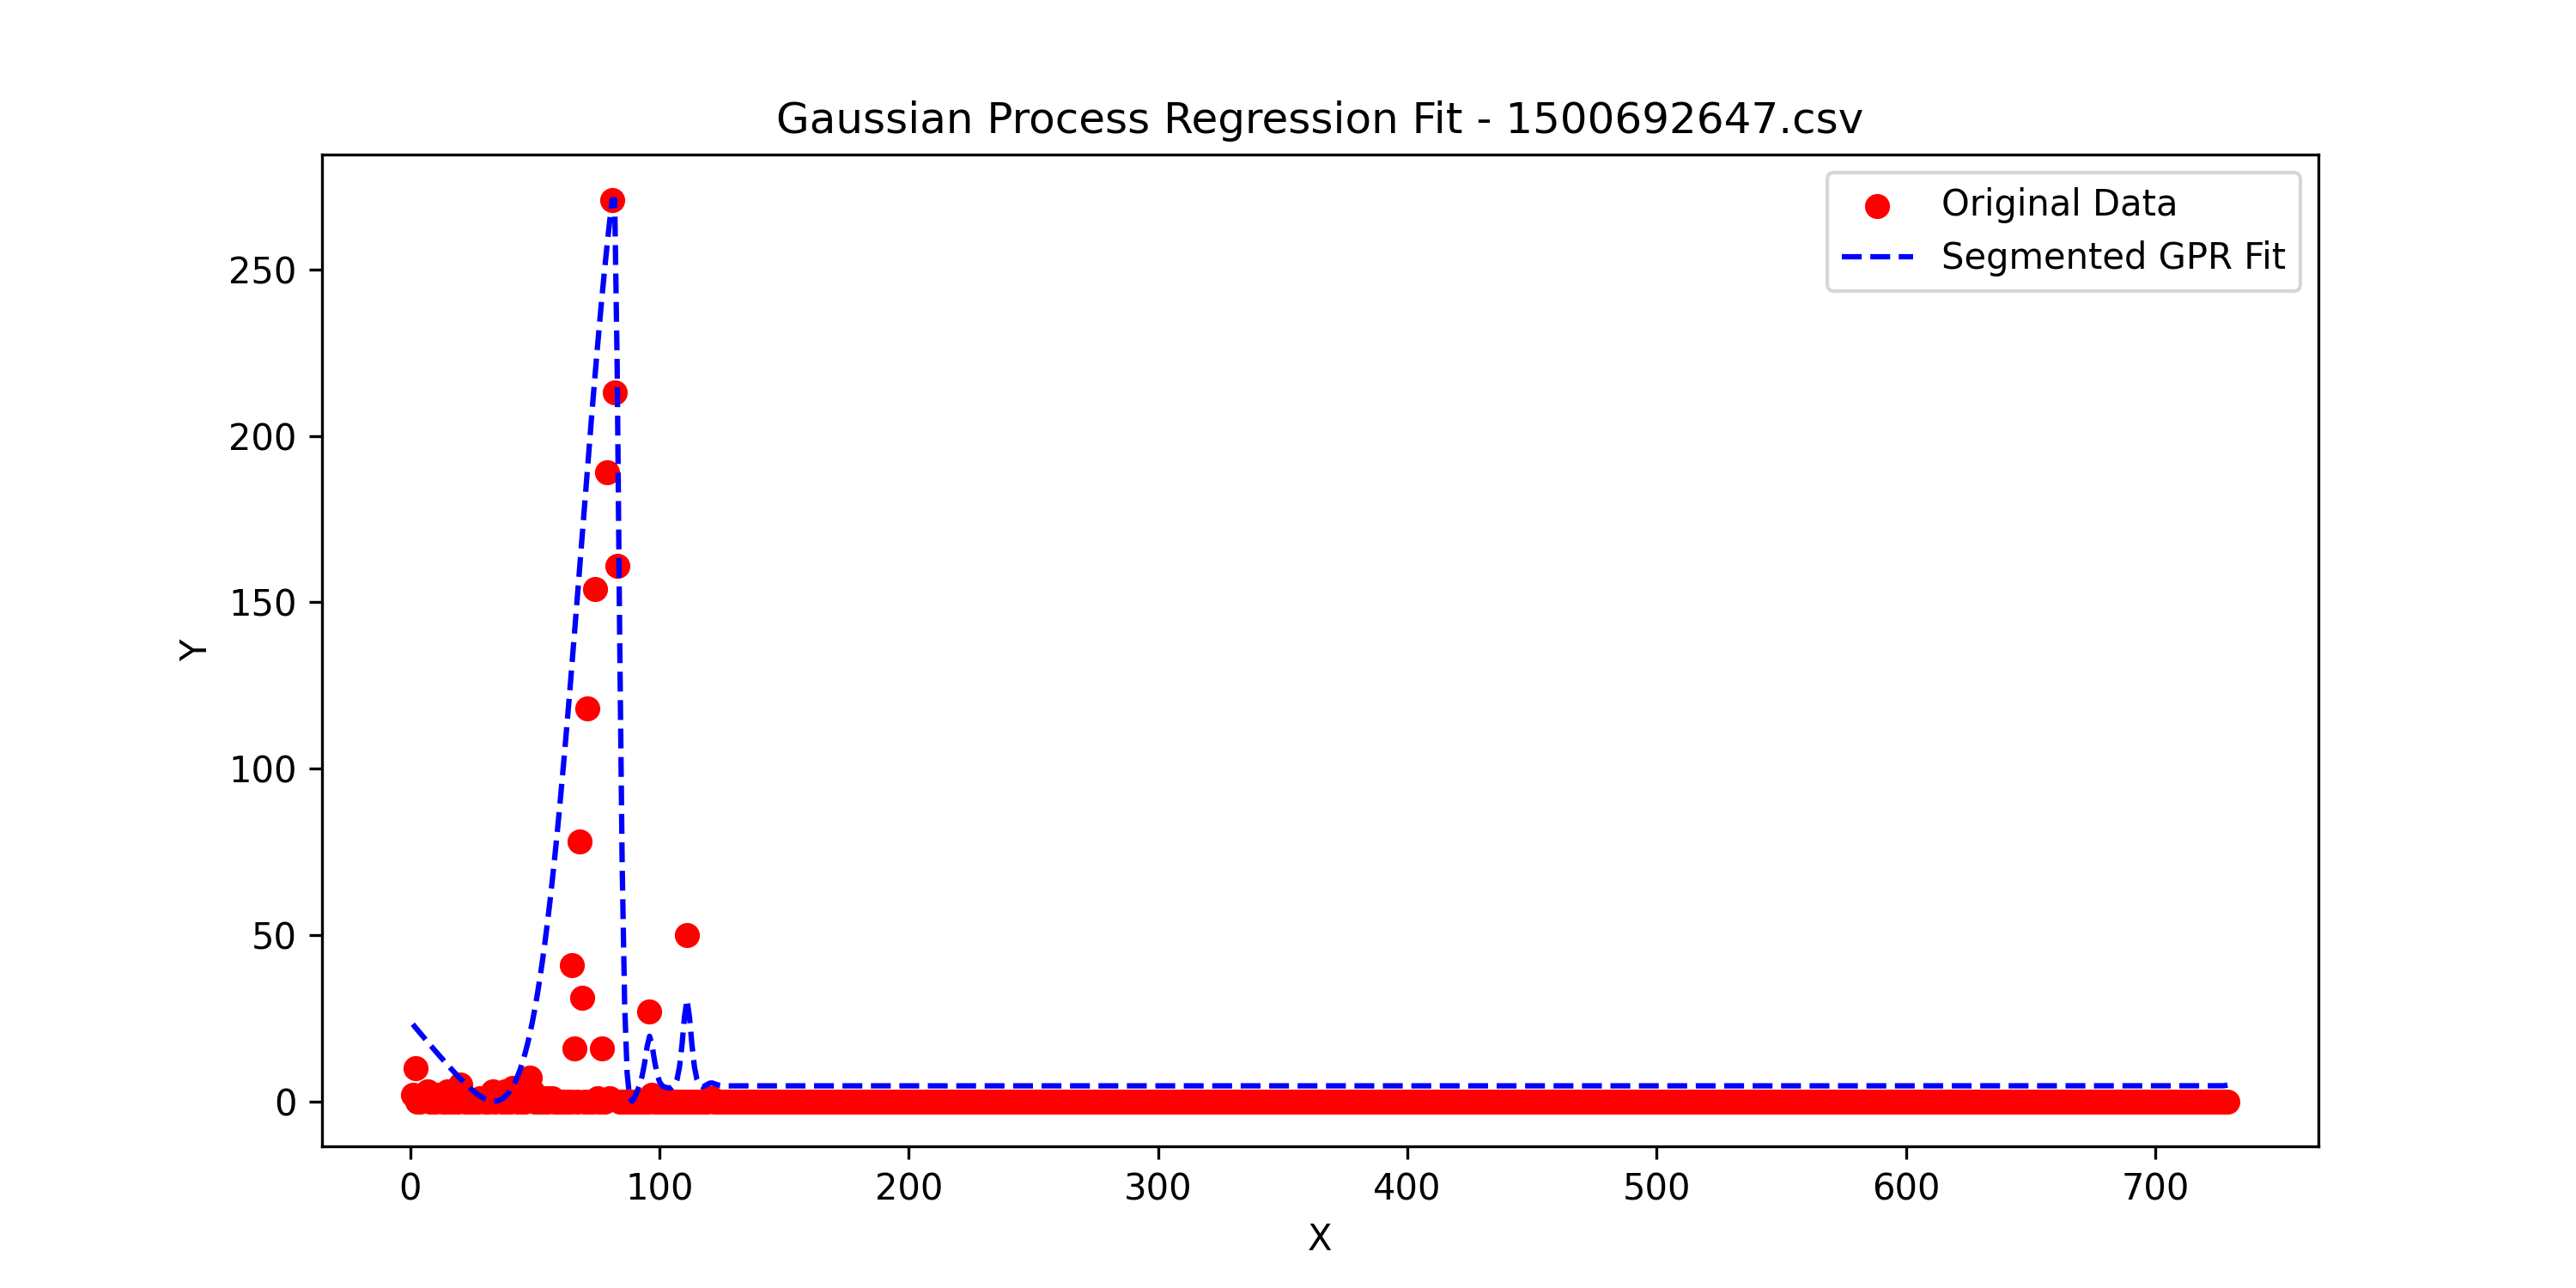 Gaussian Process Regression Fit - 1500692647.csv
Original Data
Segmented GPR Fit
250
200
150
100
50
0
Y
0 100 200 300 400 500 600 700
X